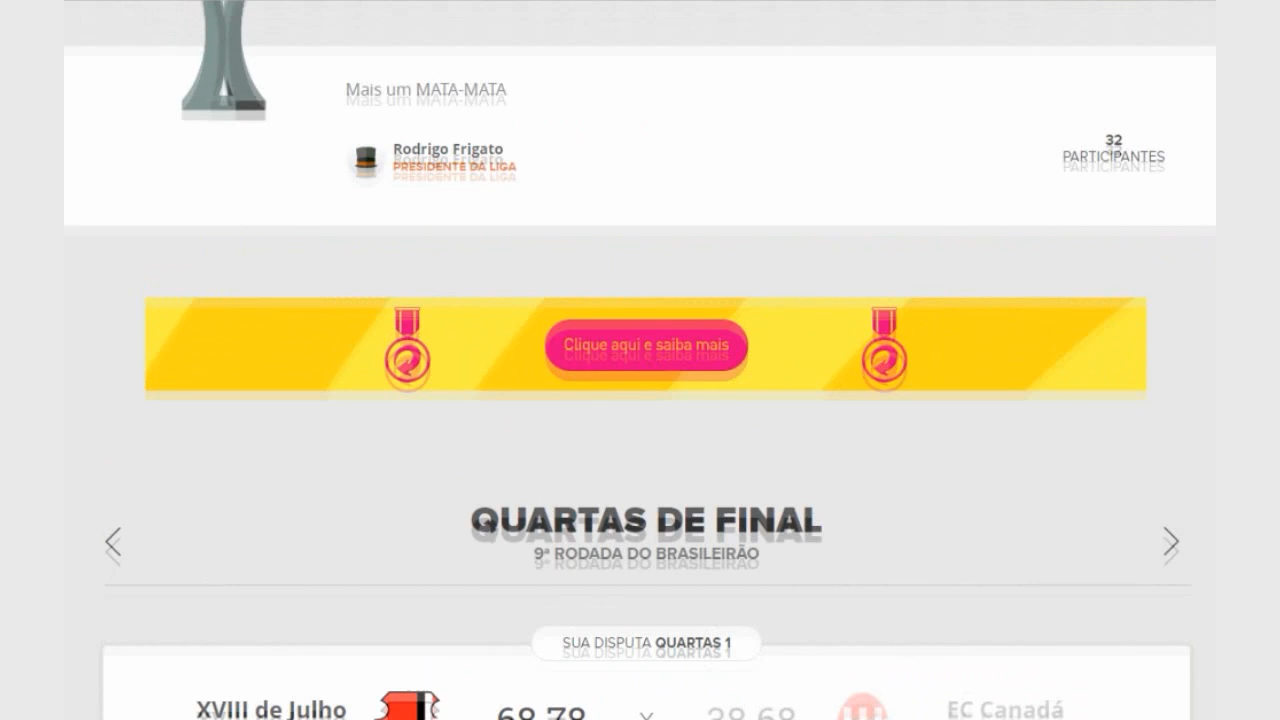 Mais um MATA-MATA
Rodrigo Frigato
PRESIDENTE DA LIGA
32
PARTICIPANTES
Clique aqui e saiba mais
QUARTAS DE FINAL
9ª RODADA DO BRASILEIRÃO
SUA DISPUTA QUARTAS 1
XVIII de Julho 68.78 × 38.68 EC Canadá